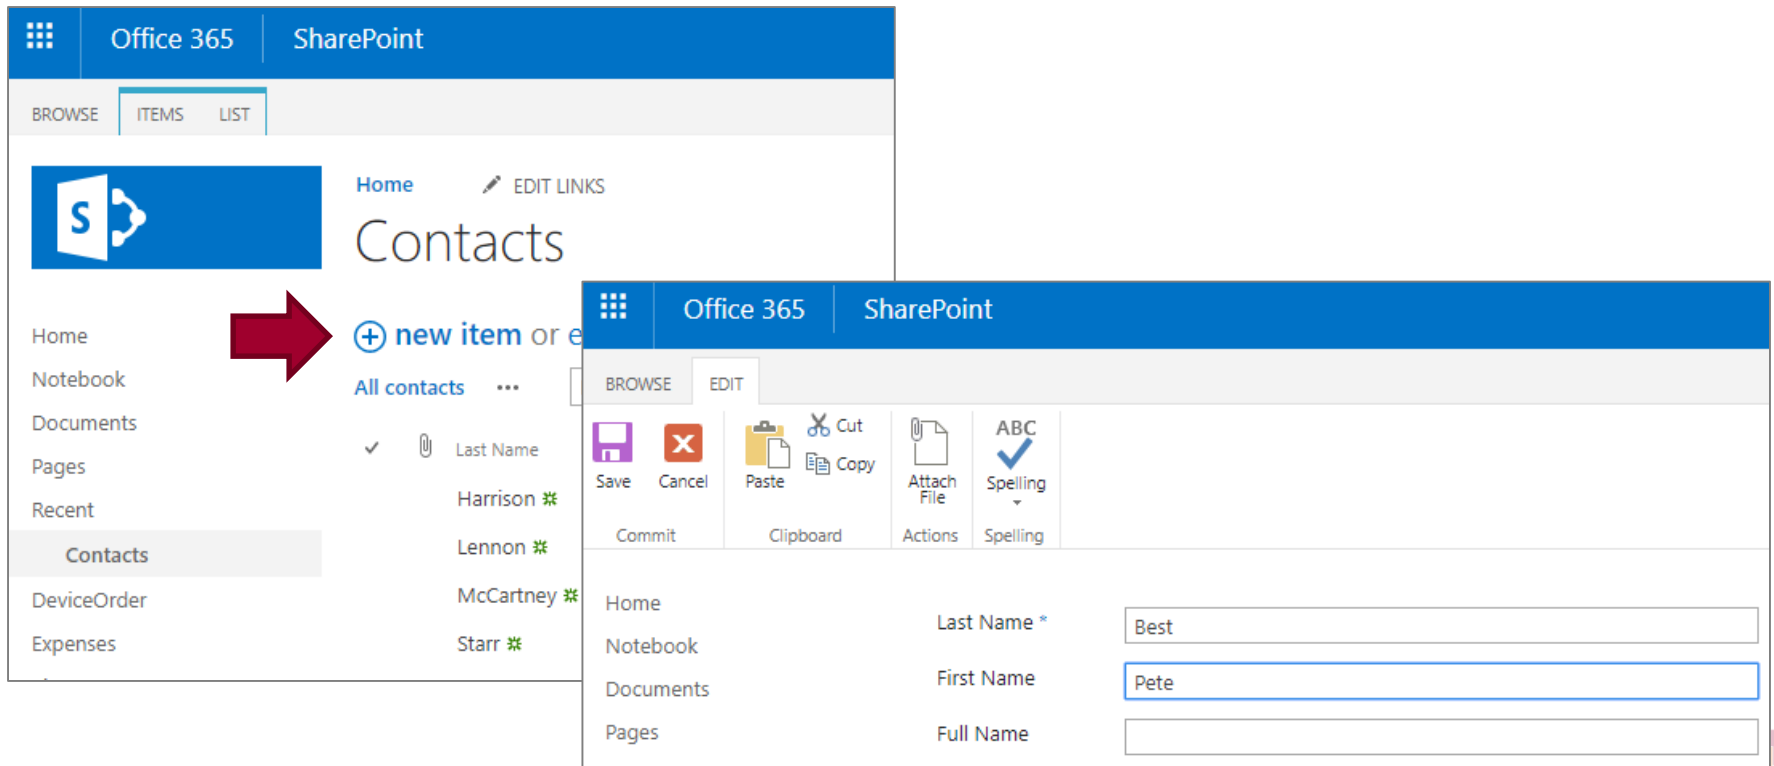 Office 365 SharePoint
BROWSE ITEMS LIST
S
Home EDIT LINKS
Contacts
new item or e
All contacts ...
Last Name
Harrison
Lennon
McCartney
Starr
Home
Notebook
Documents
Pages
Recent
Contacts
DeviceOrder
Expenses
Office 365 SharePoint
BROWSE EDIT
Save Cancel Paste Cut Copy Attach File ABC Spelling
Commit Clipboard Actions Spelling
Home
Notebook
Documents
Pages
Last Name * Best
First Name Pete
Full Name